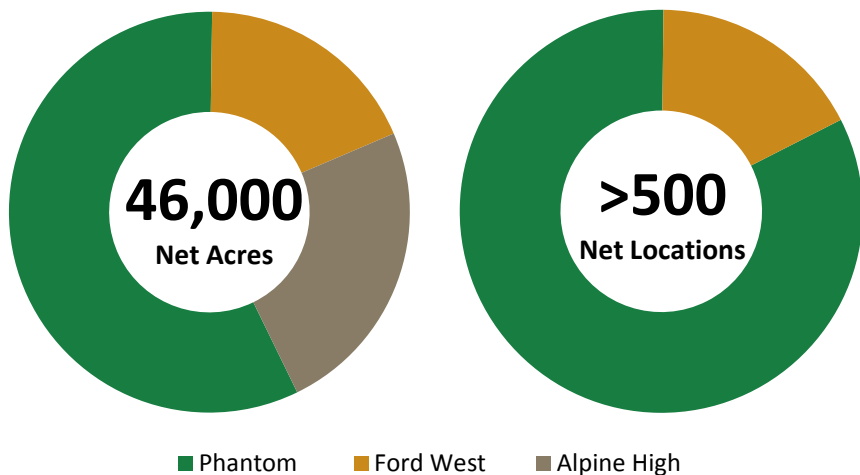 46,000
Net Acres
>500
Net Locations
Phantom
Ford West
Alpine High